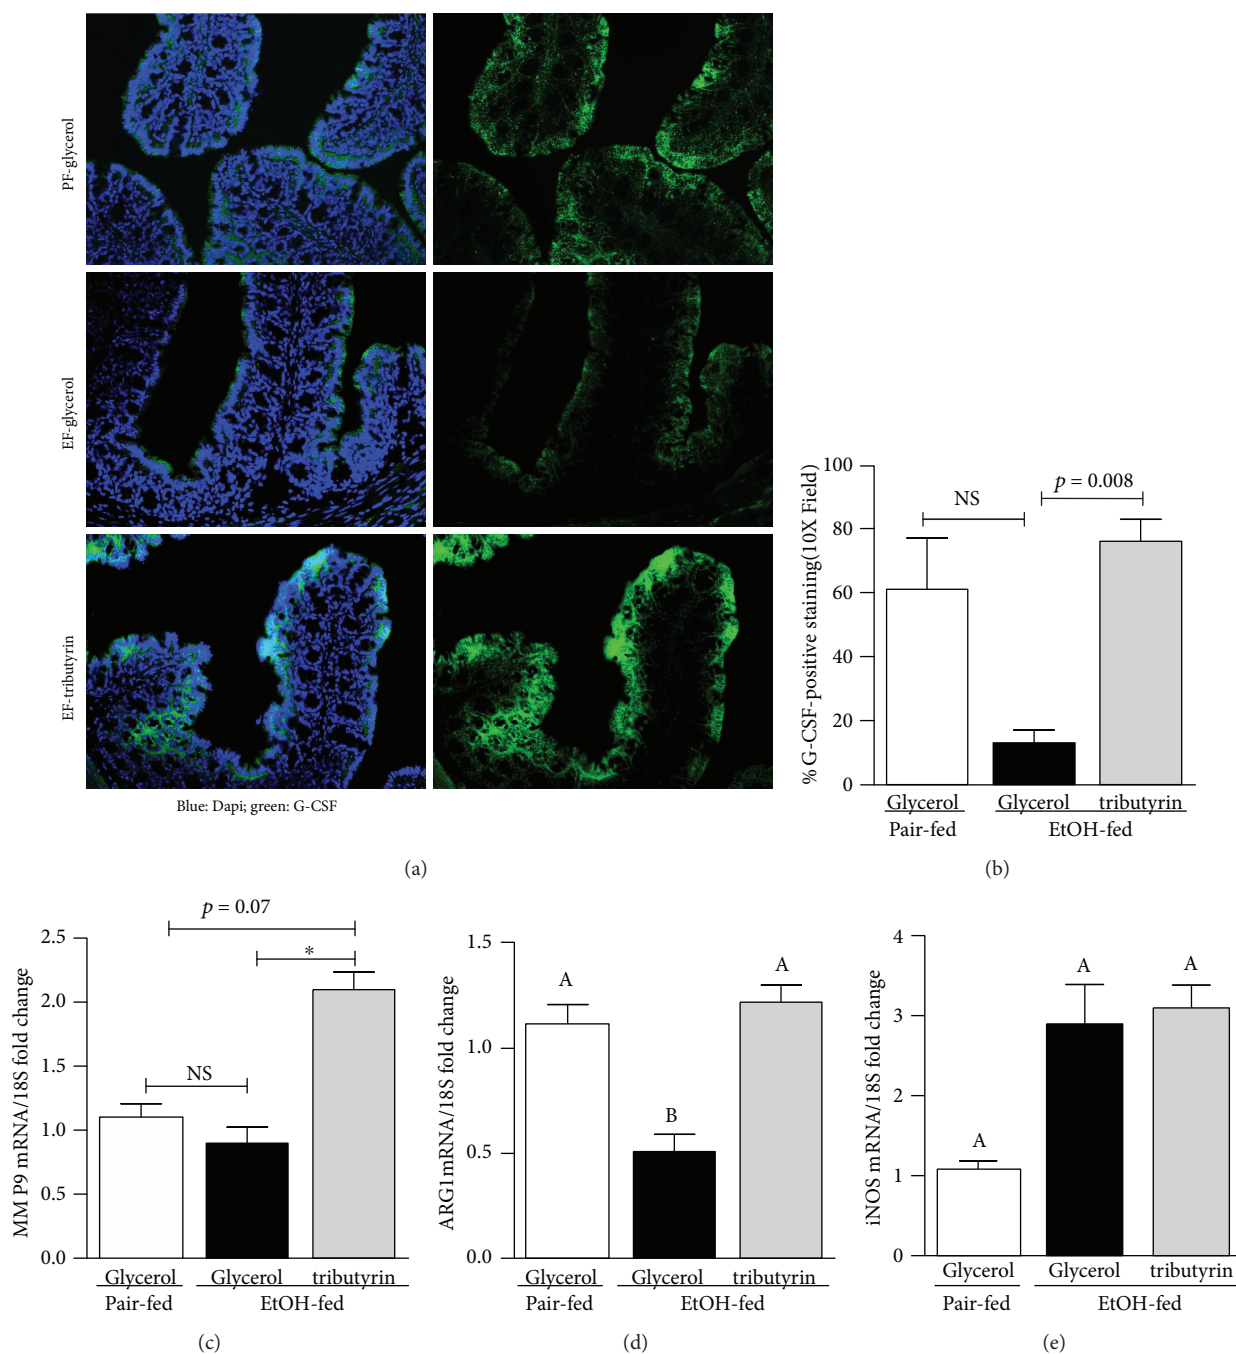 PF-glycerol
EF-glycerol
EF-tributyrin
Blue: Dapi; green: G-CSF
(a)
%G-CSF-positive staining(10X Field)
100
80
60
40
20
0
NS
p = 0.008
Glycerol Glycerol tributyrin
Pair-fed EtOH-fed
(b)
MMP9 mRNA/18S fold change
2.5
2.0
1.5
1.0
0.5
0.0
p = 0.07
*
NS
Glycerol Glycerol tributyrin
Pair-fed EtOH-fed
(c)
ARG1mRNA/18S fold change
1.5
1.0
0.5
0.0
A
B
A
Glycerol Glycerol tributyrin
Pair-fed EtOH-fed
(d)
iNOS mRNA/18S fold change
4
3
2
1
0
A
A
A
Glycerol Glycerol tributyrin
Pair-fed EtOH-fed
(e)